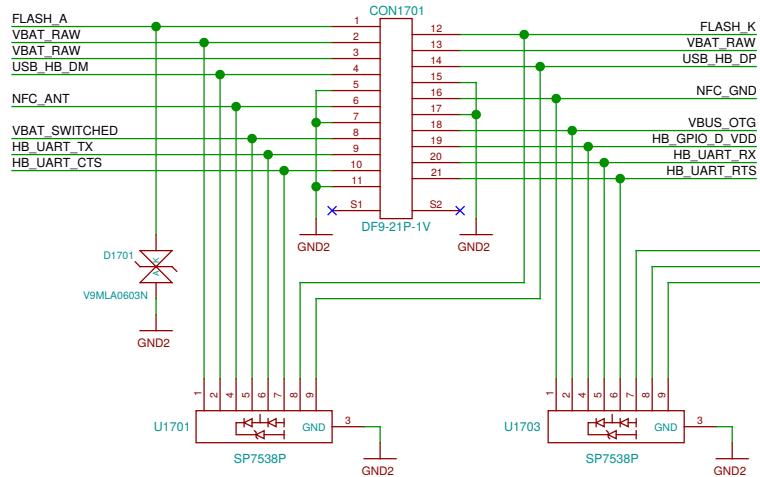 CON1701
FLASH_A 1
VBAT_RAW 2
VBAT_RAW 3
USB_HB_DM 4
5
NFC_ANT 6
7
VBAT_SWITCHED 8
HB_UART_TX 9
HB_UART_CTS 10
11
S1
12 FLASH_K
13 VBAT_RAW
14 USB_HB_DP
15
16 NFC_GND
17
18 VBUS_OTG
19 HB_GPIO_D_VDD
20 HB_UART_RX
21 HB_UART_RTS
S2
DF9-21P-1V
GND2
GND2
D1701
A K
V9MLA0603N
GND2
1 2 4 5 6 7 8 9
U1701
GND
3
SP7538P
GND2
1 2 4 5 6 7 8 9
U1703
GND
3
SP7538P
GND2